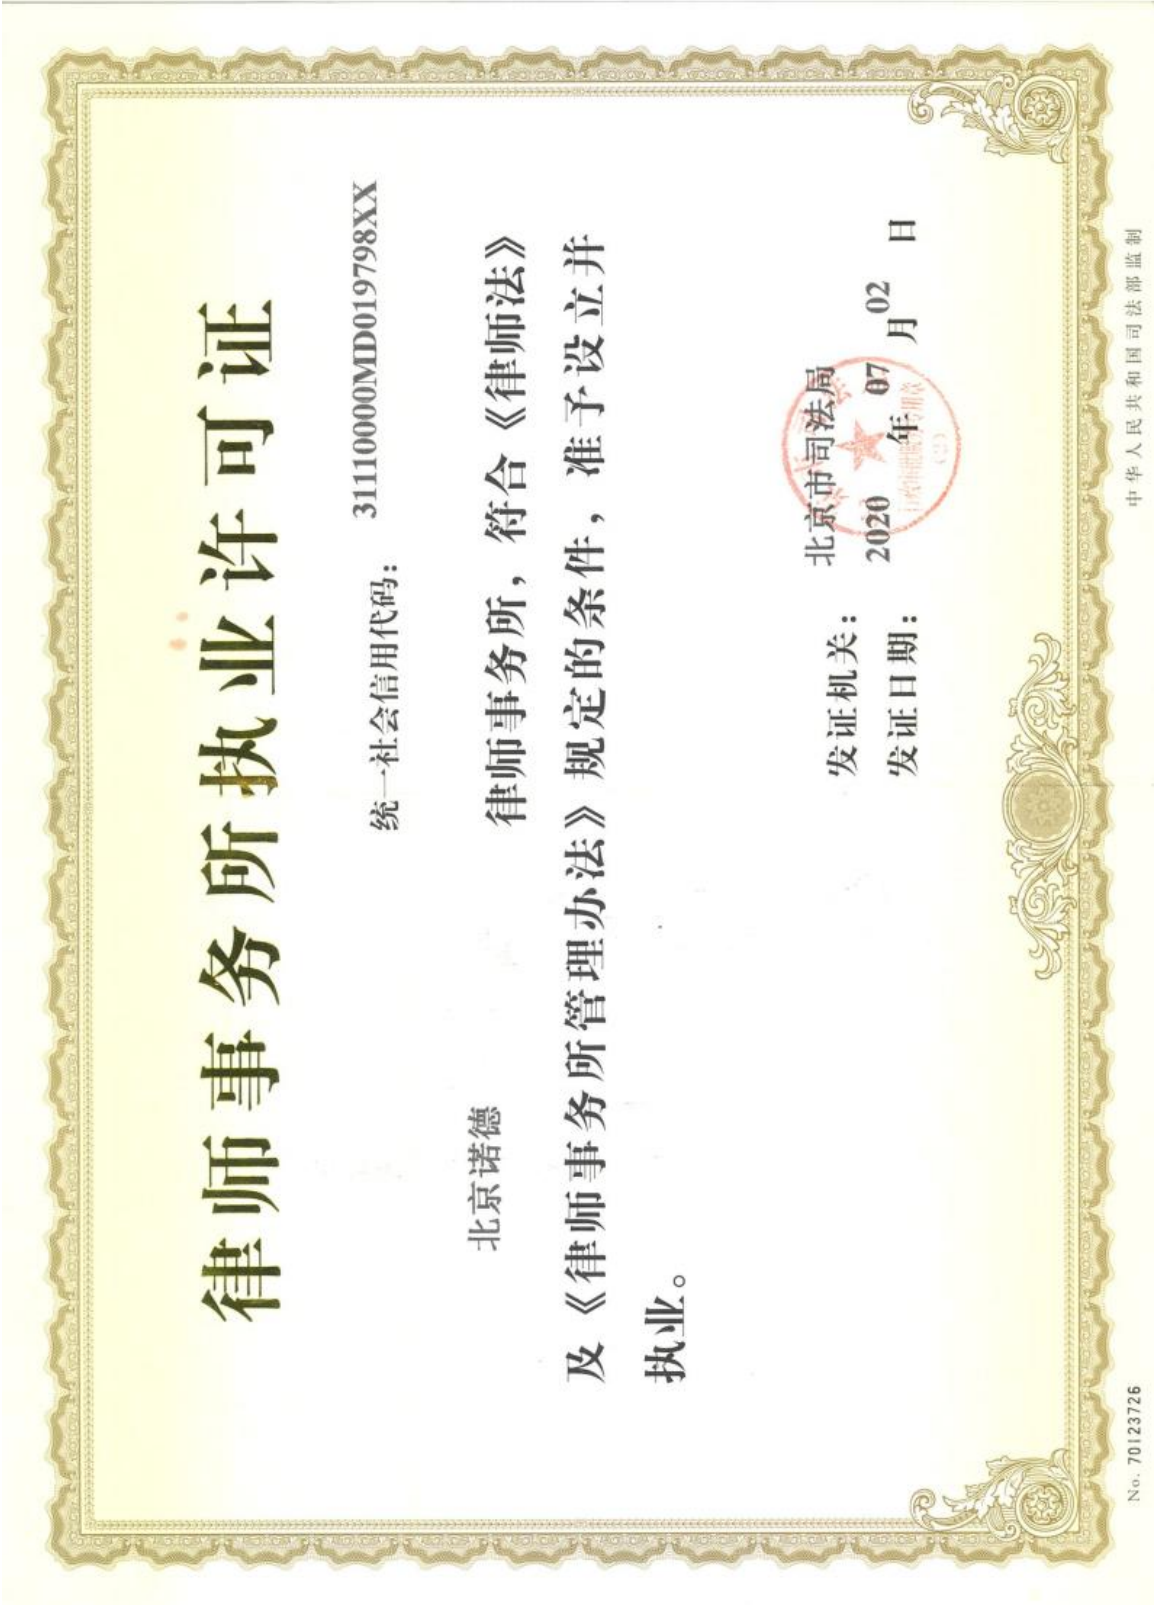 律师事务所执业许可证
统一社会信用代码： 31110000MD019798XX
北京诺德 律师事务所，符合《律师法》
及《律师事务所管理办法》规定的条件，准予设立并
执业。
发证机关： 北京市司法局
发证日期： 2020 年 07 月 02 日
No. 70123726
中华人民共和国司法部监制